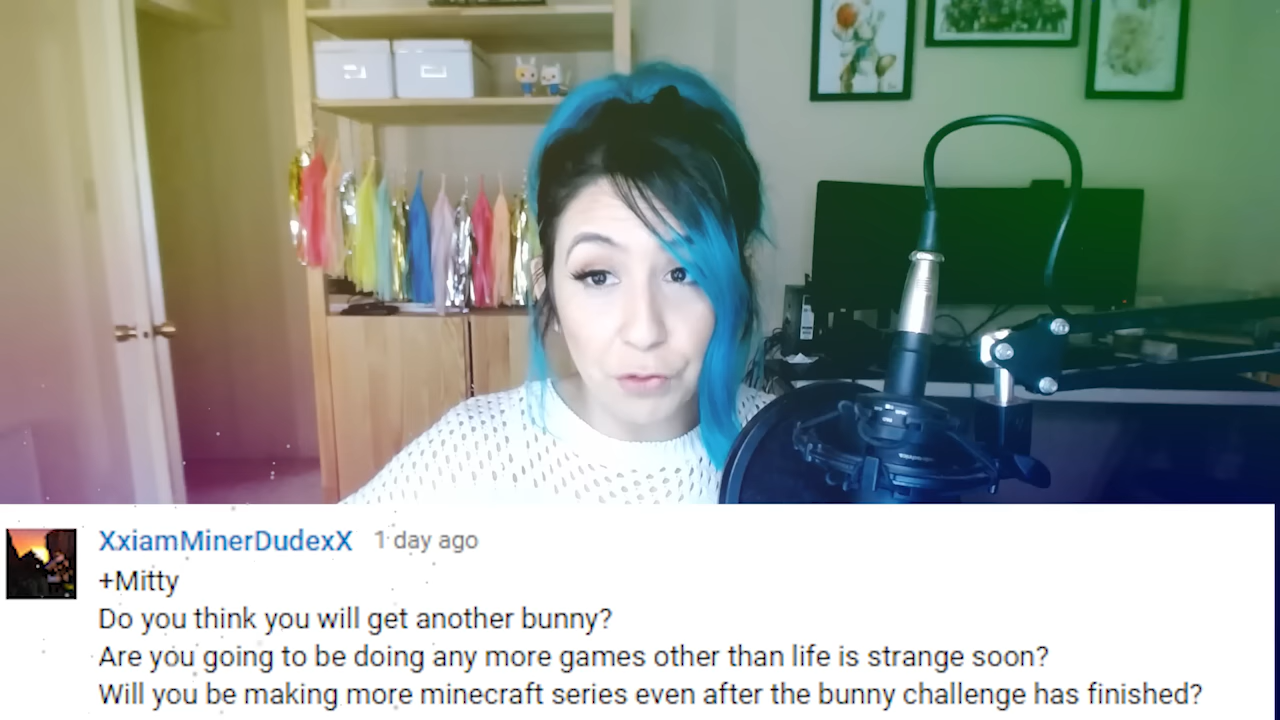 XxiamMinerDudexX 1 day ago
+Mitty
Do you think you will get another bunny?
Are you going to be doing any more games other than life is strange soon?
Will you be making more minecraft series even after the bunny challenge has finished?